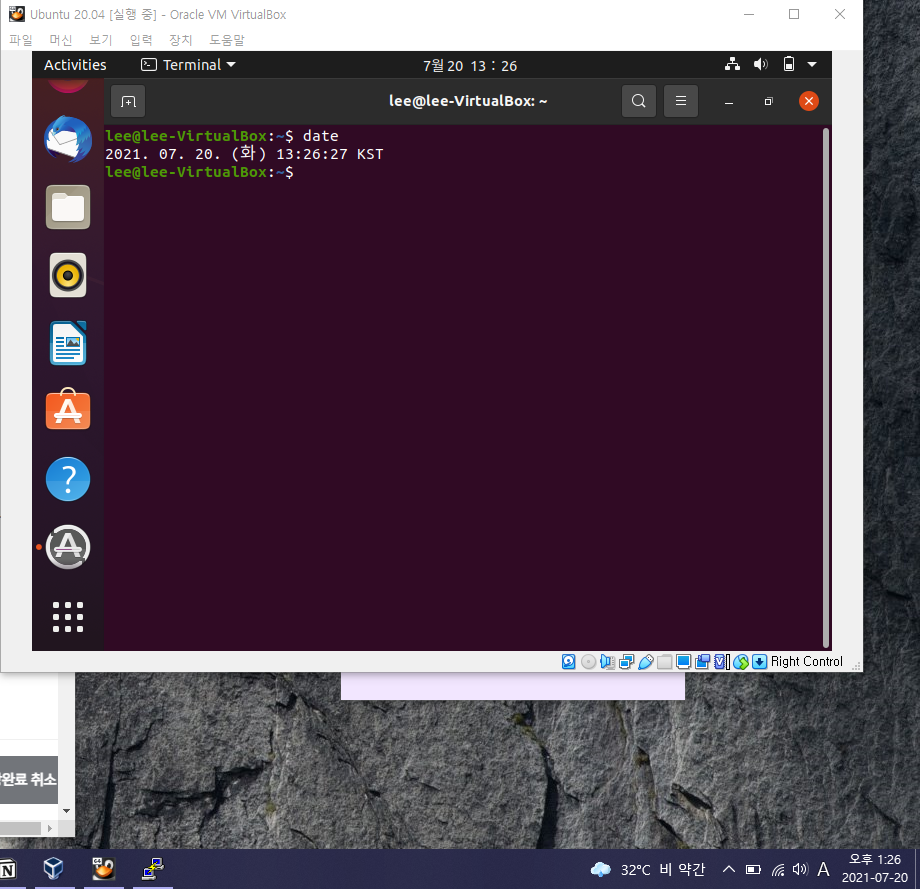 Ubuntu 20.04 [실행 중] - Oracle VM VirtualBox
파일 머신 보기 입력 장치 도움말
Activities Terminal 7월 20 13 : 26
lee@lee-VirtualBox: ~
lee@lee-VirtualBox:~$ date
2021. 07. 20. (화) 13:26:27 KST
lee@lee-VirtualBox:~$
Right Control
완료 취소
32°C 비 약간 A 오후 1:26
2021-07-20